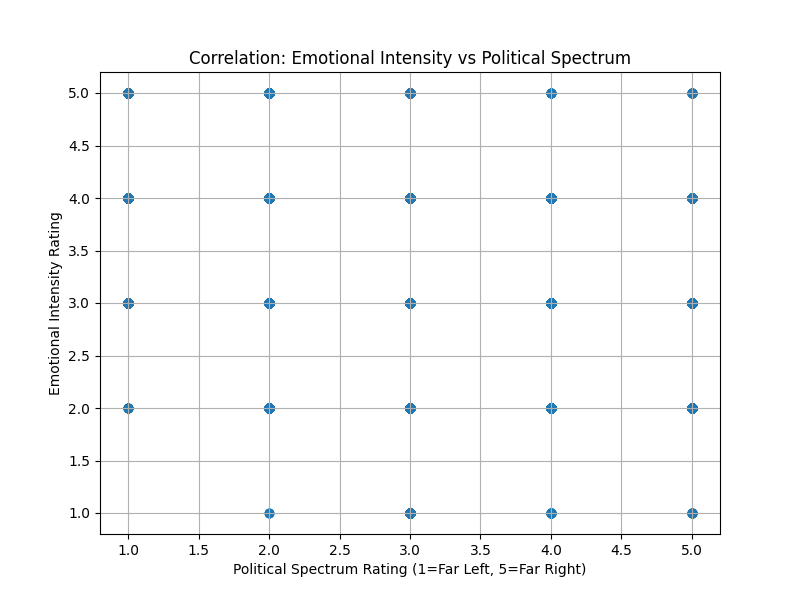 Correlation: Emotional Intensity vs Political Spectrum
5.0
4.5
4.0
3.5
3.0
2.5
2.0
1.5
1.0
Emotional Intensity Rating
1.0 1.5 2.0 2.5 3.0 3.5 4.0 4.5 5.0
Political Spectrum Rating (1=Far Left, 5=Far Right)